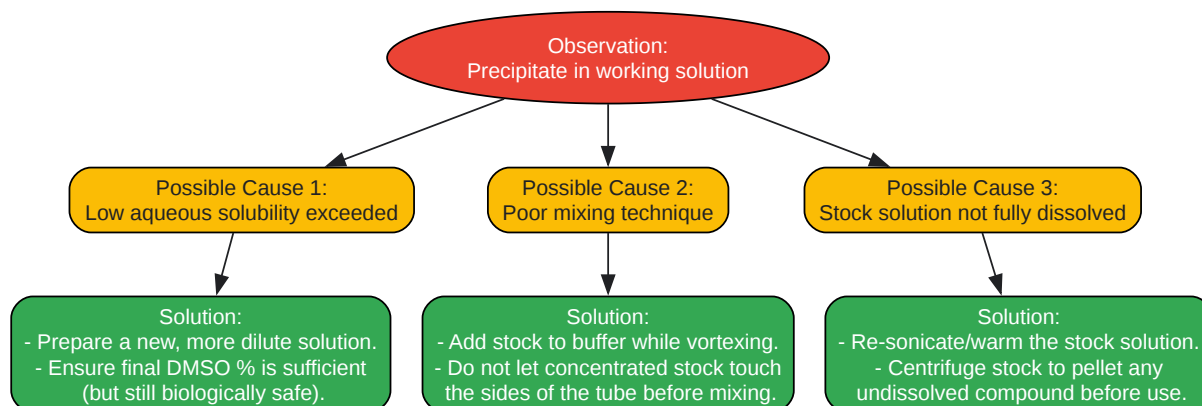 Observation:
Precipitate in working solution
Possible Cause 1:
Low aqueous solubility exceeded
Possible Cause 2:
Poor mixing technique
Possible Cause 3:
Stock solution not fully dissolved
Solution:
- Prepare a new, more dilute solution.
- Ensure final DMSO % is sufficient
(but still biologically safe).
Solution:
- Add stock to buffer while vortexing.
- Do not let concentrated stock touch
the sides of the tube before mixing.
Solution:
- Re-sonicate/warm the stock solution.
- Centrifuge stock to pellet any
undissolved compound before use.